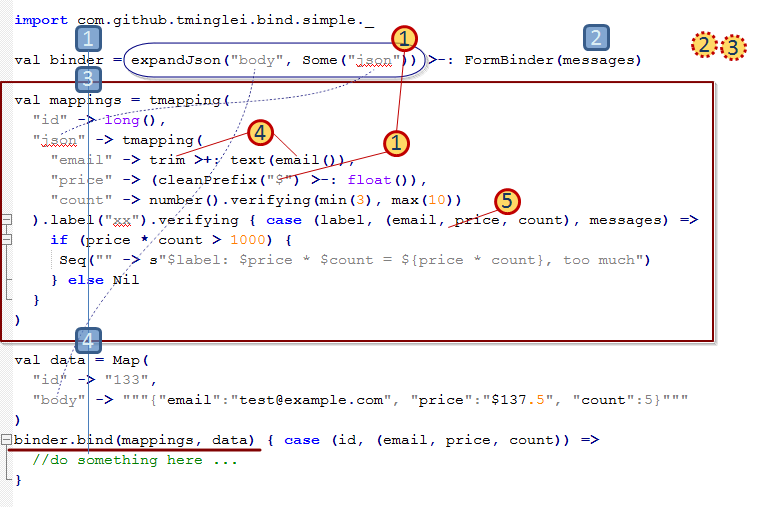 import com.github.tminglei.bind.simple._
1 1 2 2 3
val binder = expandJson("body", Some("json")) >-: FormBinder(messages)
3
val mappings = tmapping(
"id" -> long(),
"json" -> tmapping( 4 1
"email" -> trim >+: text(email()),
"price" -> (cleanPrefix("$") >-: float()),
"count" -> number().verifying(min(3), max(10))
5
).label("xx").verifying { case (label, (email, price, count), messages) =>
if (price * count > 1000) {
Seq("" -> s"$label: $price * $count = ${price * count}, too much")
} else Nil
}
)
4
val data = Map(
"id" -> "133",
"body" -> """{"email":"test@example.com", "price":"$137.5", "count":5}"""
)
binder.bind(mappings, data) { case (id, (email, price, count)) =>
//do something here ...
}